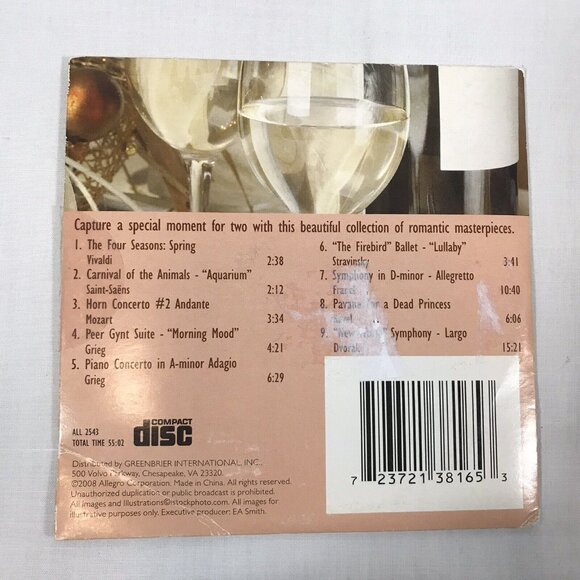 Capture a special moment for two with this beautiful collection of romantic masterpieces.
1. The Four Seasons: Spring
Vivaldi 2:38
2. Carnival of the Animals - "Aquarium"
Saint-Saëns 2:12
3. Horn Concerto #2 Andante
Mozart 3:34
4. Peer Gynt Suite - "Morning Mood"
Grieg 4:21
5. Piano Concerto in A-minor Adagio
Grieg 6:29
6. "The Firebird" Ballet - "Lullaby"
Stravinsky 3:41
7. Symphony in D-minor - Allegretto
Franck 10:40
8. Pavane for a Dead Princess
Ravel 6:06
9. "New World" Symphony - Largo
Dvorak 15:21
ALL 2543
TOTAL TIME 55:02
COMPACT
disc
Distributed by GREENBRIER INTERNATIONAL, INC.,
500 Volvo Parkway, Chesapeake, VA 23320.
©2008 Allegro Corporation. Made in China. All rights reserved.
Unauthorized duplication or public broadcast is prohibited.
All images and Illustrations©istockphoto.com. All images for
illustrative purposes only. Executive producer: EA Smith.
7 23721 38165 3